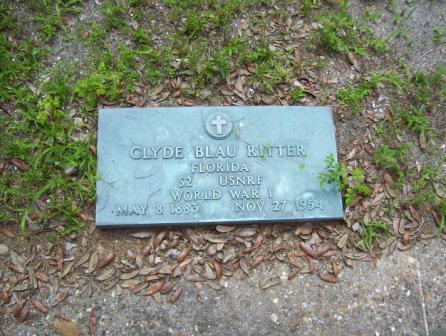 CLYDE BLAU RITTER
FLORIDA
S2 USNRF
WORLD WAR I
MAY 8 1883 NOV 27 1954